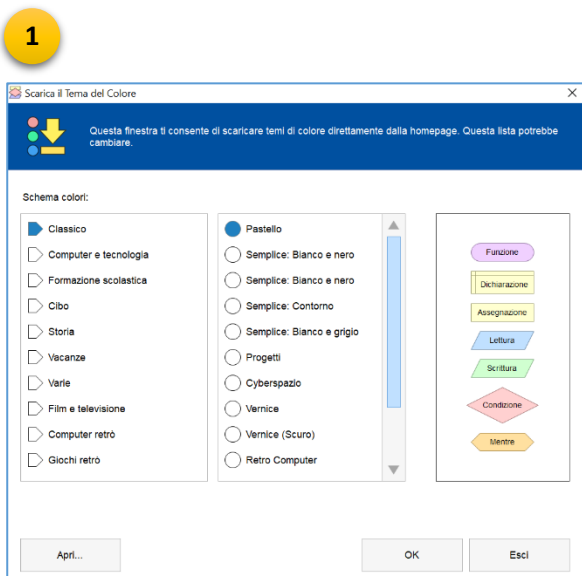 1
Scarica il Tema del Colore
Questa finestra ti consente di scaricare temi di colore direttamente dalla homepage. Questa lista potrebbe
cambiare.
Schema colori:
Classico
Computer e tecnologia
Formazione scolastica
Cibo
Storia
Vacanze
Varie
Film e televisione
Computer retrò
Giochi retrò
Pastello
Semplice: Bianco e nero
Semplice: Bianco e nero
Semplice: Contorno
Semplice: Bianco e grigio
Progetti
Cyberspazio
Vernice
Vernice (Scuro)
Retro Computer
Funzione
Dichiarazione
Assegnazione
Lettura
Scrittura
Condizione
Mentre
Apri...
OK
Esci